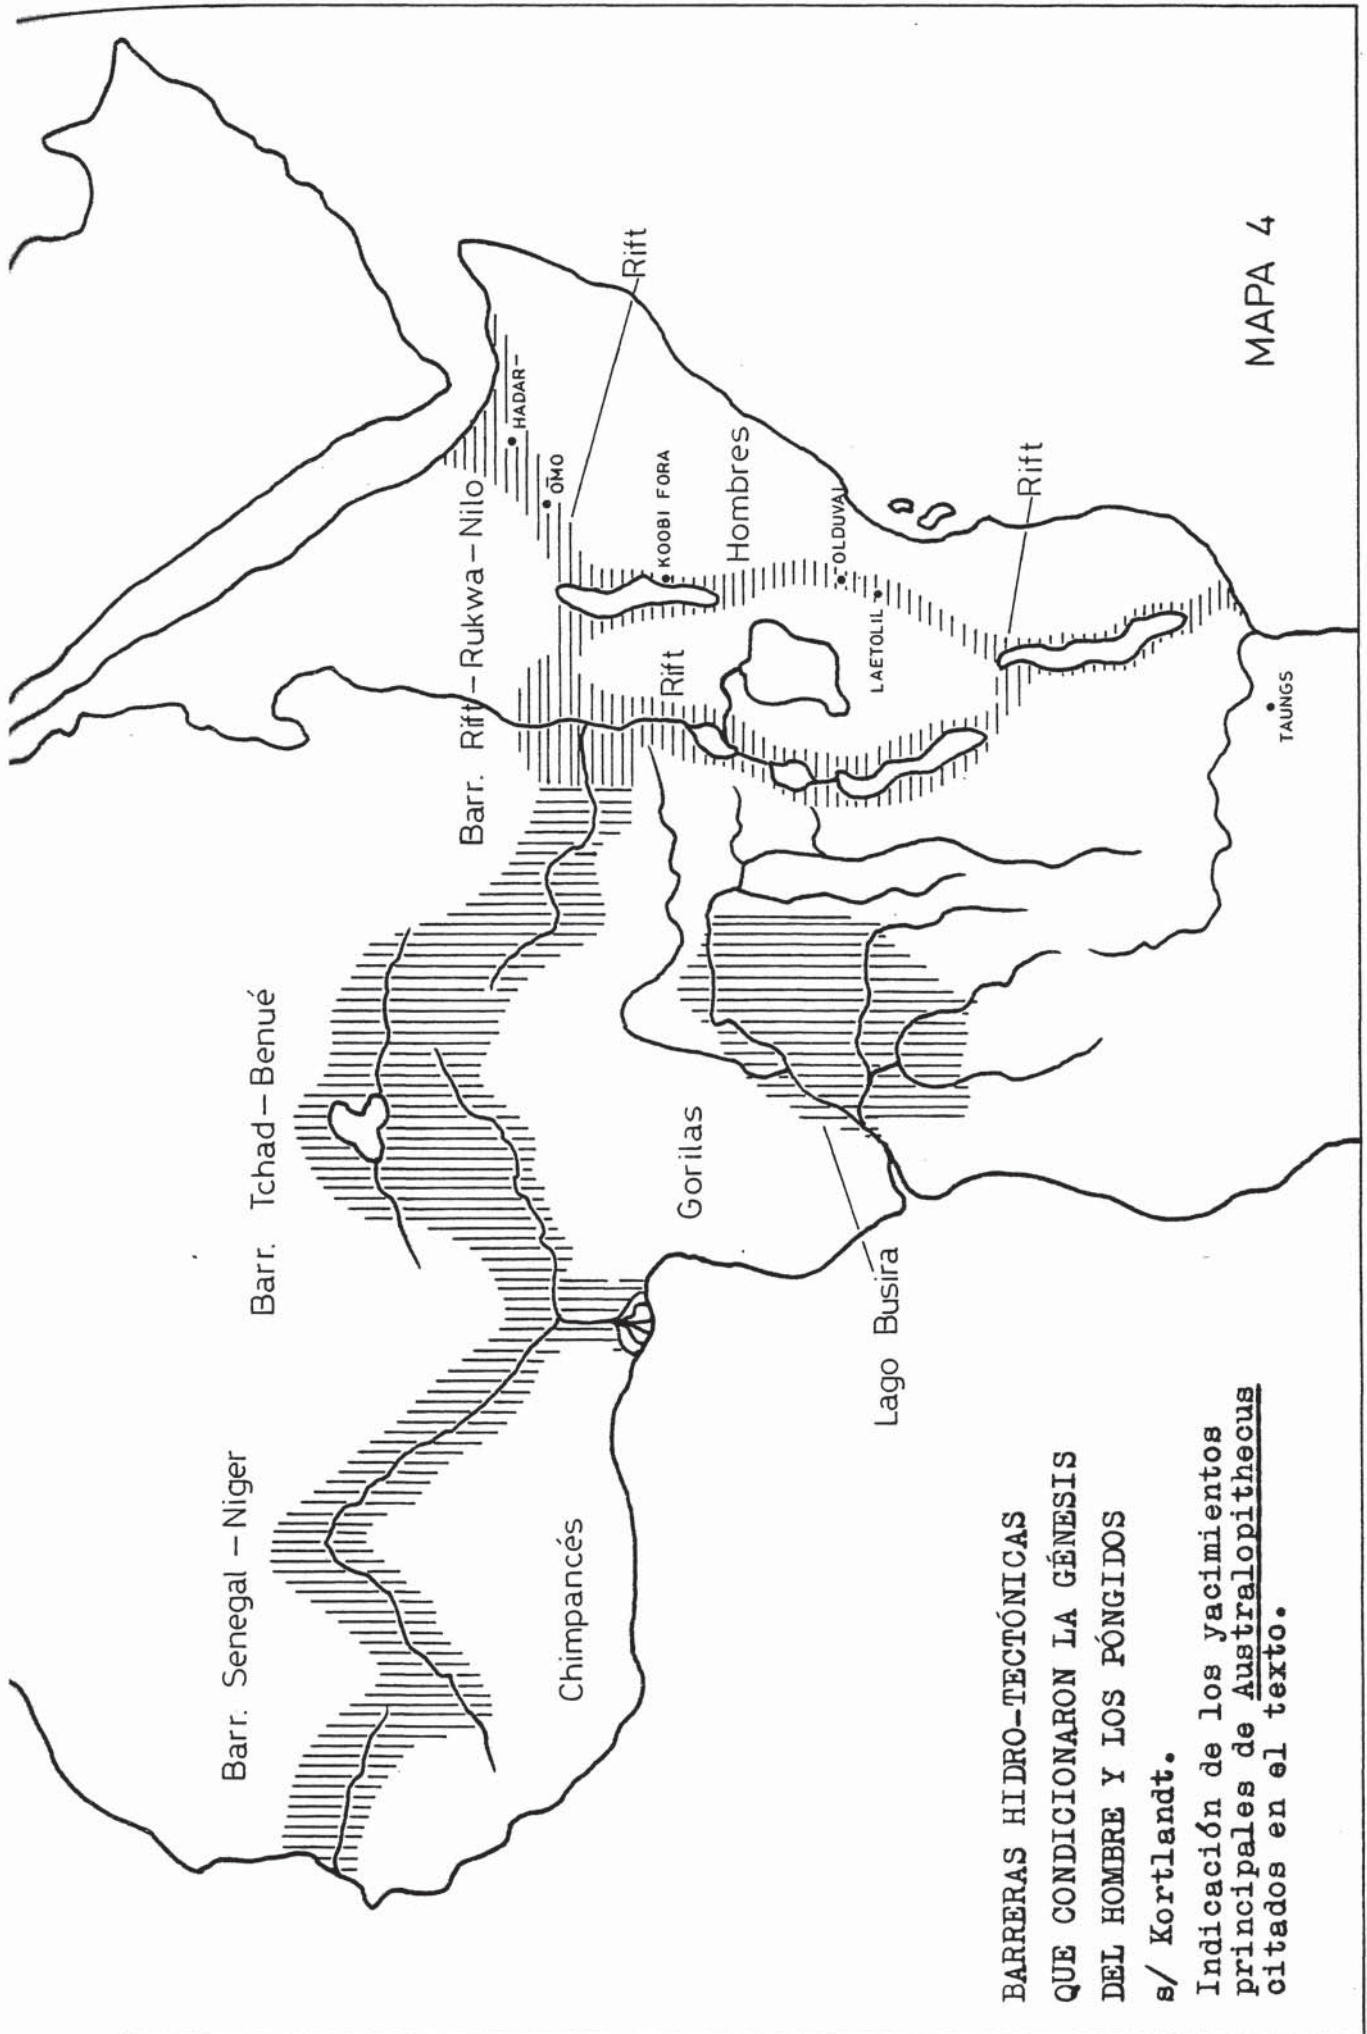 Barr. Senegal – Niger
Barr. Tchad – Benué
Barr. Rift – Rukwa – Nilo
HADAR
OMO
Rift
KOOBI FORA
Hombres
Rift
OLDUVAI
LAETOLIL
Rift
TAUNGS
Chimpancés
Gorilas
Lago Busira
MAPA 4
BARRERAS HIDRO-TECTÓNICAS
QUE CONDICIONARON LA GÉNESIS
DEL HOMBRE Y LOS PÓNGIDOS
s/ Kortlandt.
Indicación de los yacimientos
principales de Australopithecus
citados en el texto.